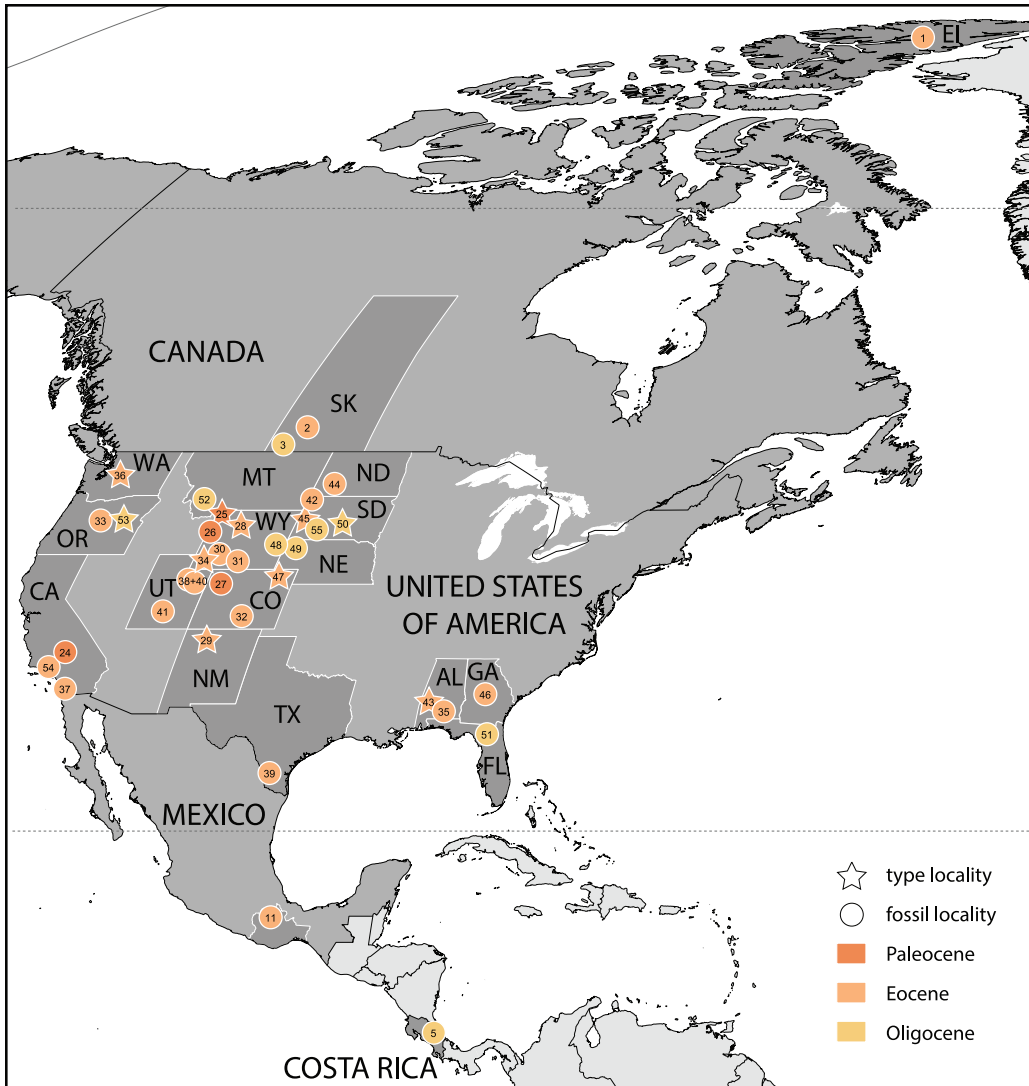 1
EI
CANADA
SK
2
3
WA
36
MT
ND
44
52
42
25
45
SD
33
53
28
WY
50
OR
26
55
48
49
30
34
31
NE
CA
UT
38+40
27
47
CO
UNITED STATES
OF AMERICA
41
32
29
24
54
NM
AL
GA
37
43
35
46
TX
51
FL
39
MEXICO
11
type locality
fossil locality
Paleocene
Eocene
Oligocene
5
COSTA RICA